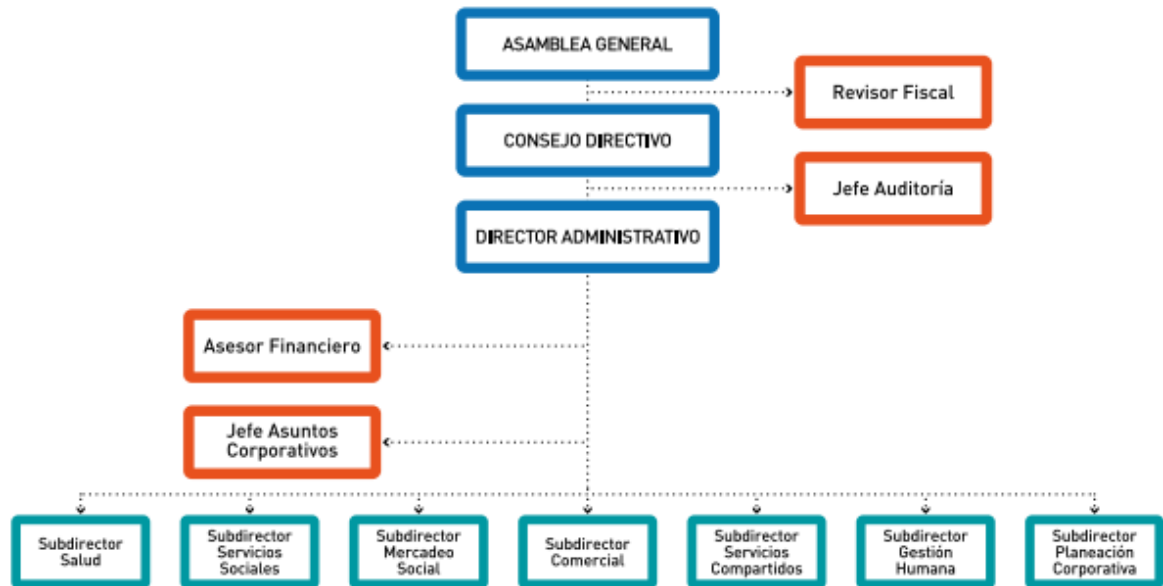 ASAMBLEA GENERAL
Revisor Fiscal
CONSEJO DIRECTIVO
Jefe Auditoría
DIRECTOR ADMINISTRATIVO
Asesor Financiero
Jefe Asuntos
Corporativos
Subdirector
Salud
Subdirector
Servicios
Sociales
Subdirector
Mercadeo
Social
Subdirector
Comercial
Subdirector
Servicios
Compartidos
Subdirector
Gestión
Humana
Subdirector
Planeación
Corporativa